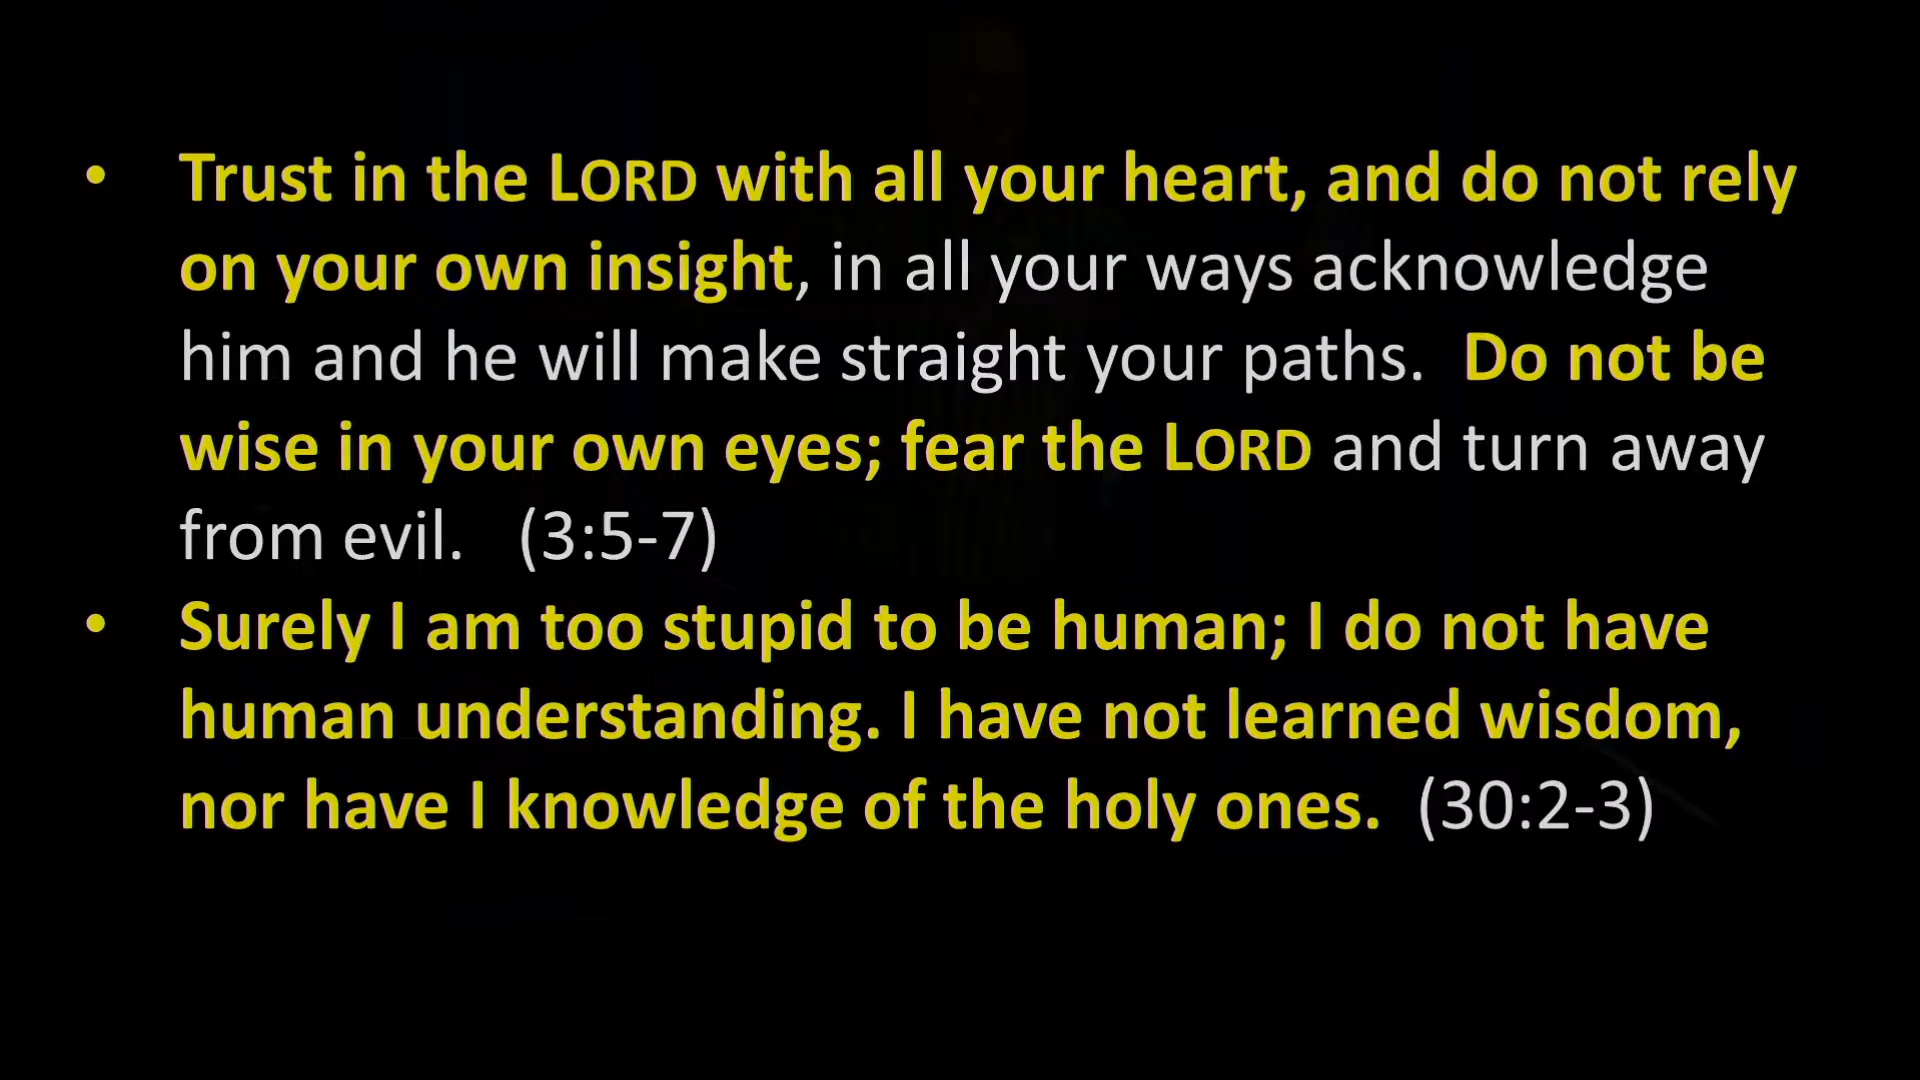 • Trust in the LORD with all your heart, and do not rely
on your own insight, in all your ways acknowledge
him and he will make straight your paths.  Do not be
wise in your own eyes; fear the LORD and turn away
from evil.   (3:5-7)
• Surely I am too stupid to be human; I do not have
human understanding. I have not learned wisdom,
nor have I knowledge of the holy ones.  (30:2-3)